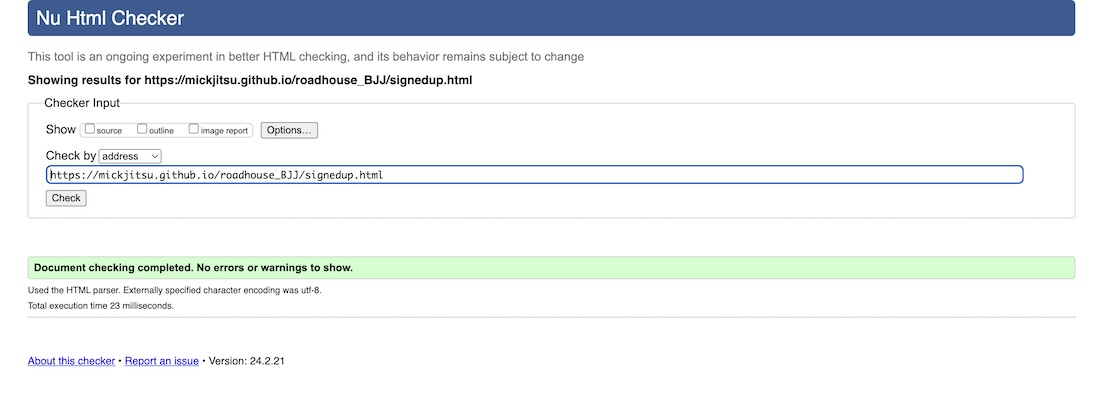 Nu Html Checker
This tool is an ongoing experiment in better HTML checking, and its behavior remains subject to change
Showing results for https://mickjitsu.github.io/roadhouse_BJJ/signedup.html
Checker Input
Show source outline image report Options...
Check by address
https://mickjitsu.github.io/roadhouse_BJJ/signedup.html
Check
Document checking completed. No errors or warnings to show.
Used the HTML parser. Externally specified character encoding was utf-8.
Total execution time 23 milliseconds.
About this checker • Report an issue • Version: 24.2.21